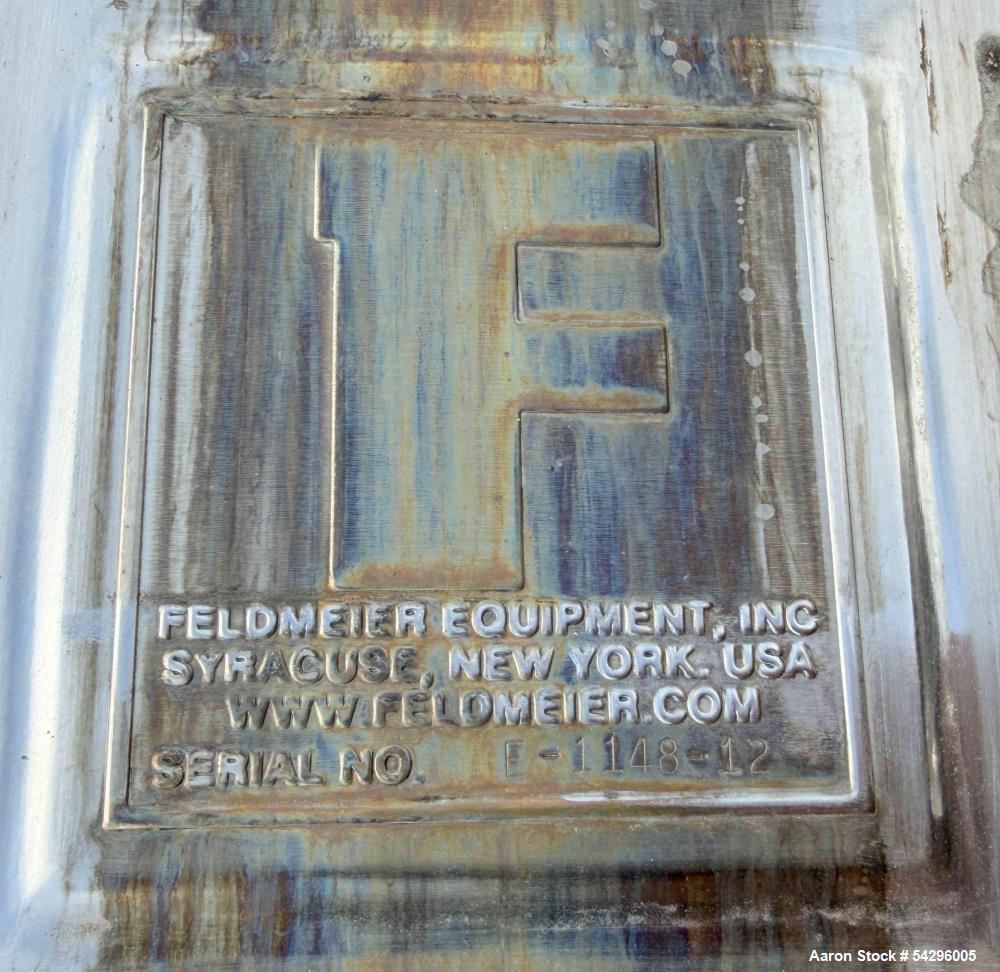 F
FELDMEIER EQUIPMENT, INC
SYRACUSE, NEW YORK. USA
WWW.FELDMEIER.COM
SERIAL NO. E-1148-12
Aaron Stock # 54296005